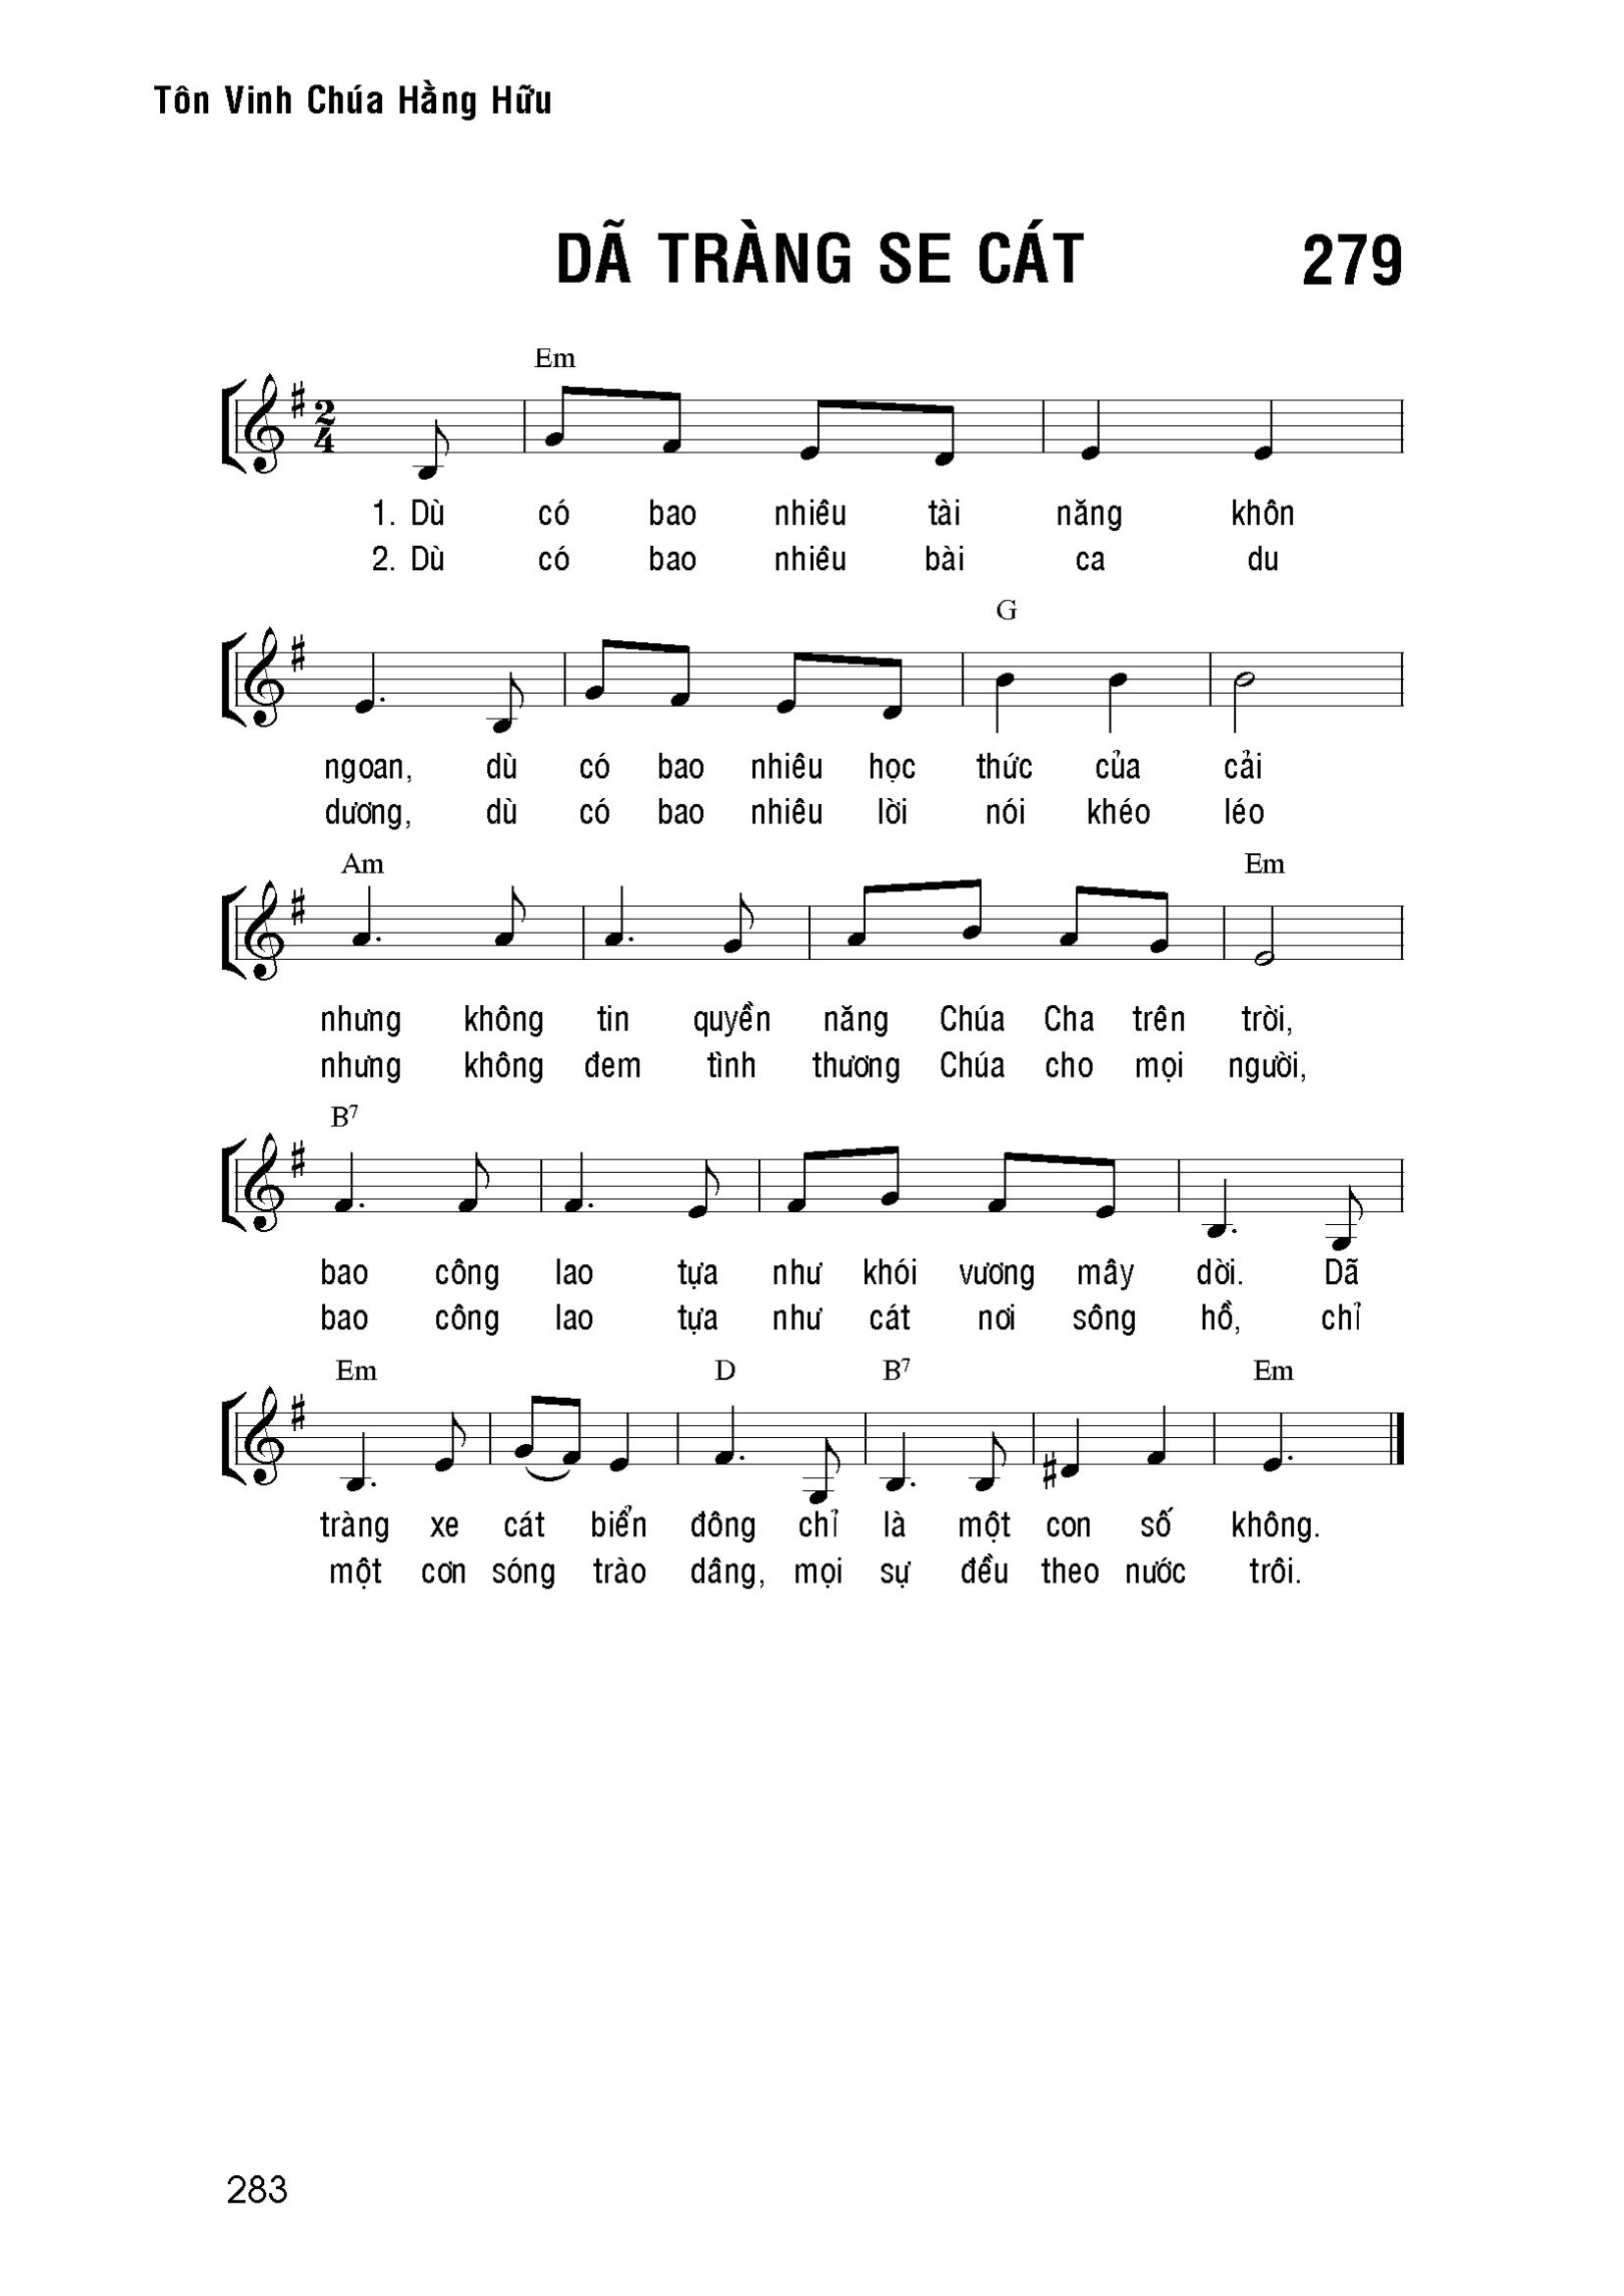 Tôn Vinh Chúa Hằng Hữu
DÃ TRÀNG SE CÁT 279
Em
2
4
1. Dù có bao nhiêu tài năng khôn
2. Dù có bao nhiêu bài ca du
G
ngoan, dù có bao nhiêu học thức của cải
dương, dù có bao nhiêu lời nói khéo léo
Am Em
nhưng không tin quyền năng Chúa Cha trên trời,
nhưng không đem tình thương Chúa cho mọi người,
B7
bao công lao tựa như khói vương mây dời. Dã
bao công lao tựa như cát nơi sông hồ, chỉ
Em D B7 Em
tràng xe cát biển đông chỉ là một con số không.
một cơn sóng trào dâng, mọi sự đều theo nước trôi.
283